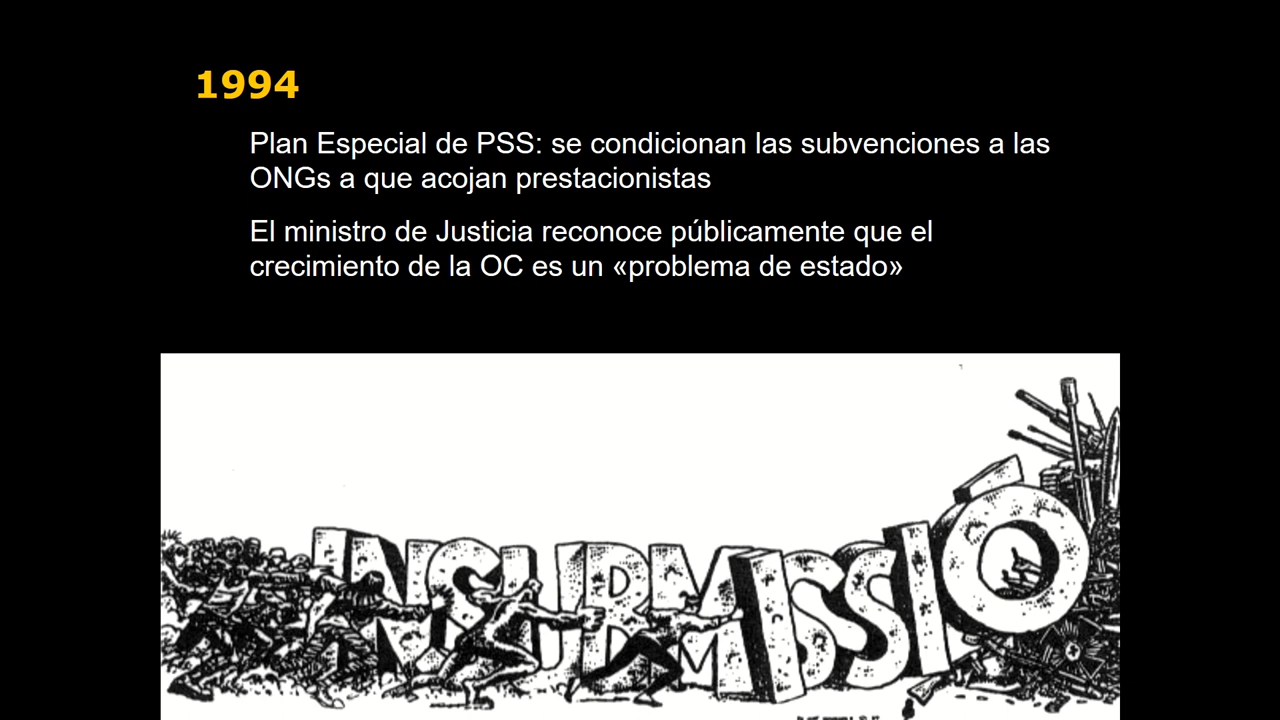 1994
Plan Especial de PSS: se condicionan las subvenciones a las
ONGs a que acojan prestacionistas
El ministro de Justicia reconoce públicamente que el
crecimiento de la OC es un «problema de estado»
INSUBMISSIÓ